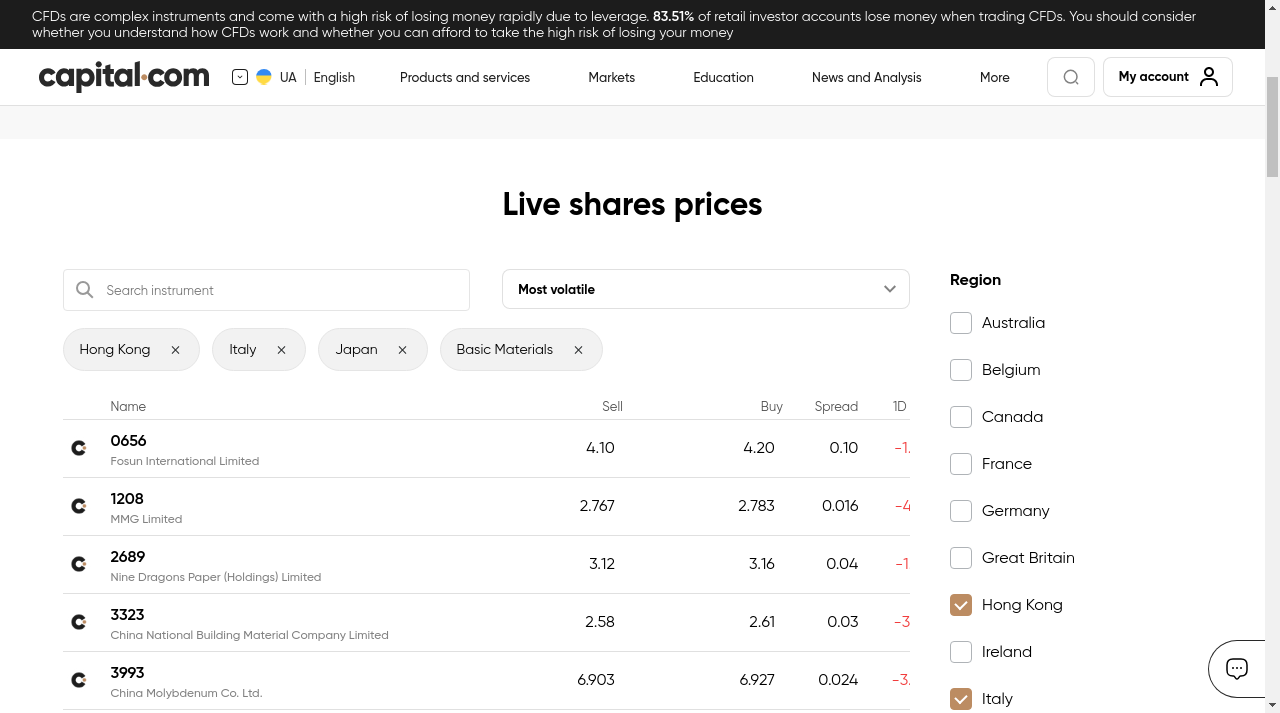 CFDs are complex instruments and come with a high risk of losing money rapidly due to leverage. 83.51% of retail investor accounts lose money when trading CFDs. You should consider
whether you understand how CFDs work and whether you can afford to take the high risk of losing your money
capital.com UA English Products and services Markets Education News and Analysis More My account
Live shares prices
Search instrument Most volatile
Hong Kong Italy Japan Basic Materials
Name Sell Buy Spread 1D
0656 4.10 4.20 0.10 -1.
Fosun International Limited
1208 2.767 2.783 0.016 -4
MMG Limited
2689 3.12 3.16 0.04 -1
Nine Dragons Paper (Holdings) Limited
3323 2.58 2.61 0.03 -3
China National Building Material Company Limited
3993 6.903 6.927 0.024 -3.
China Molybdenum Co. Ltd.
Region
Australia
Belgium
Canada
France
Germany
Great Britain
Hong Kong
Ireland
Italy